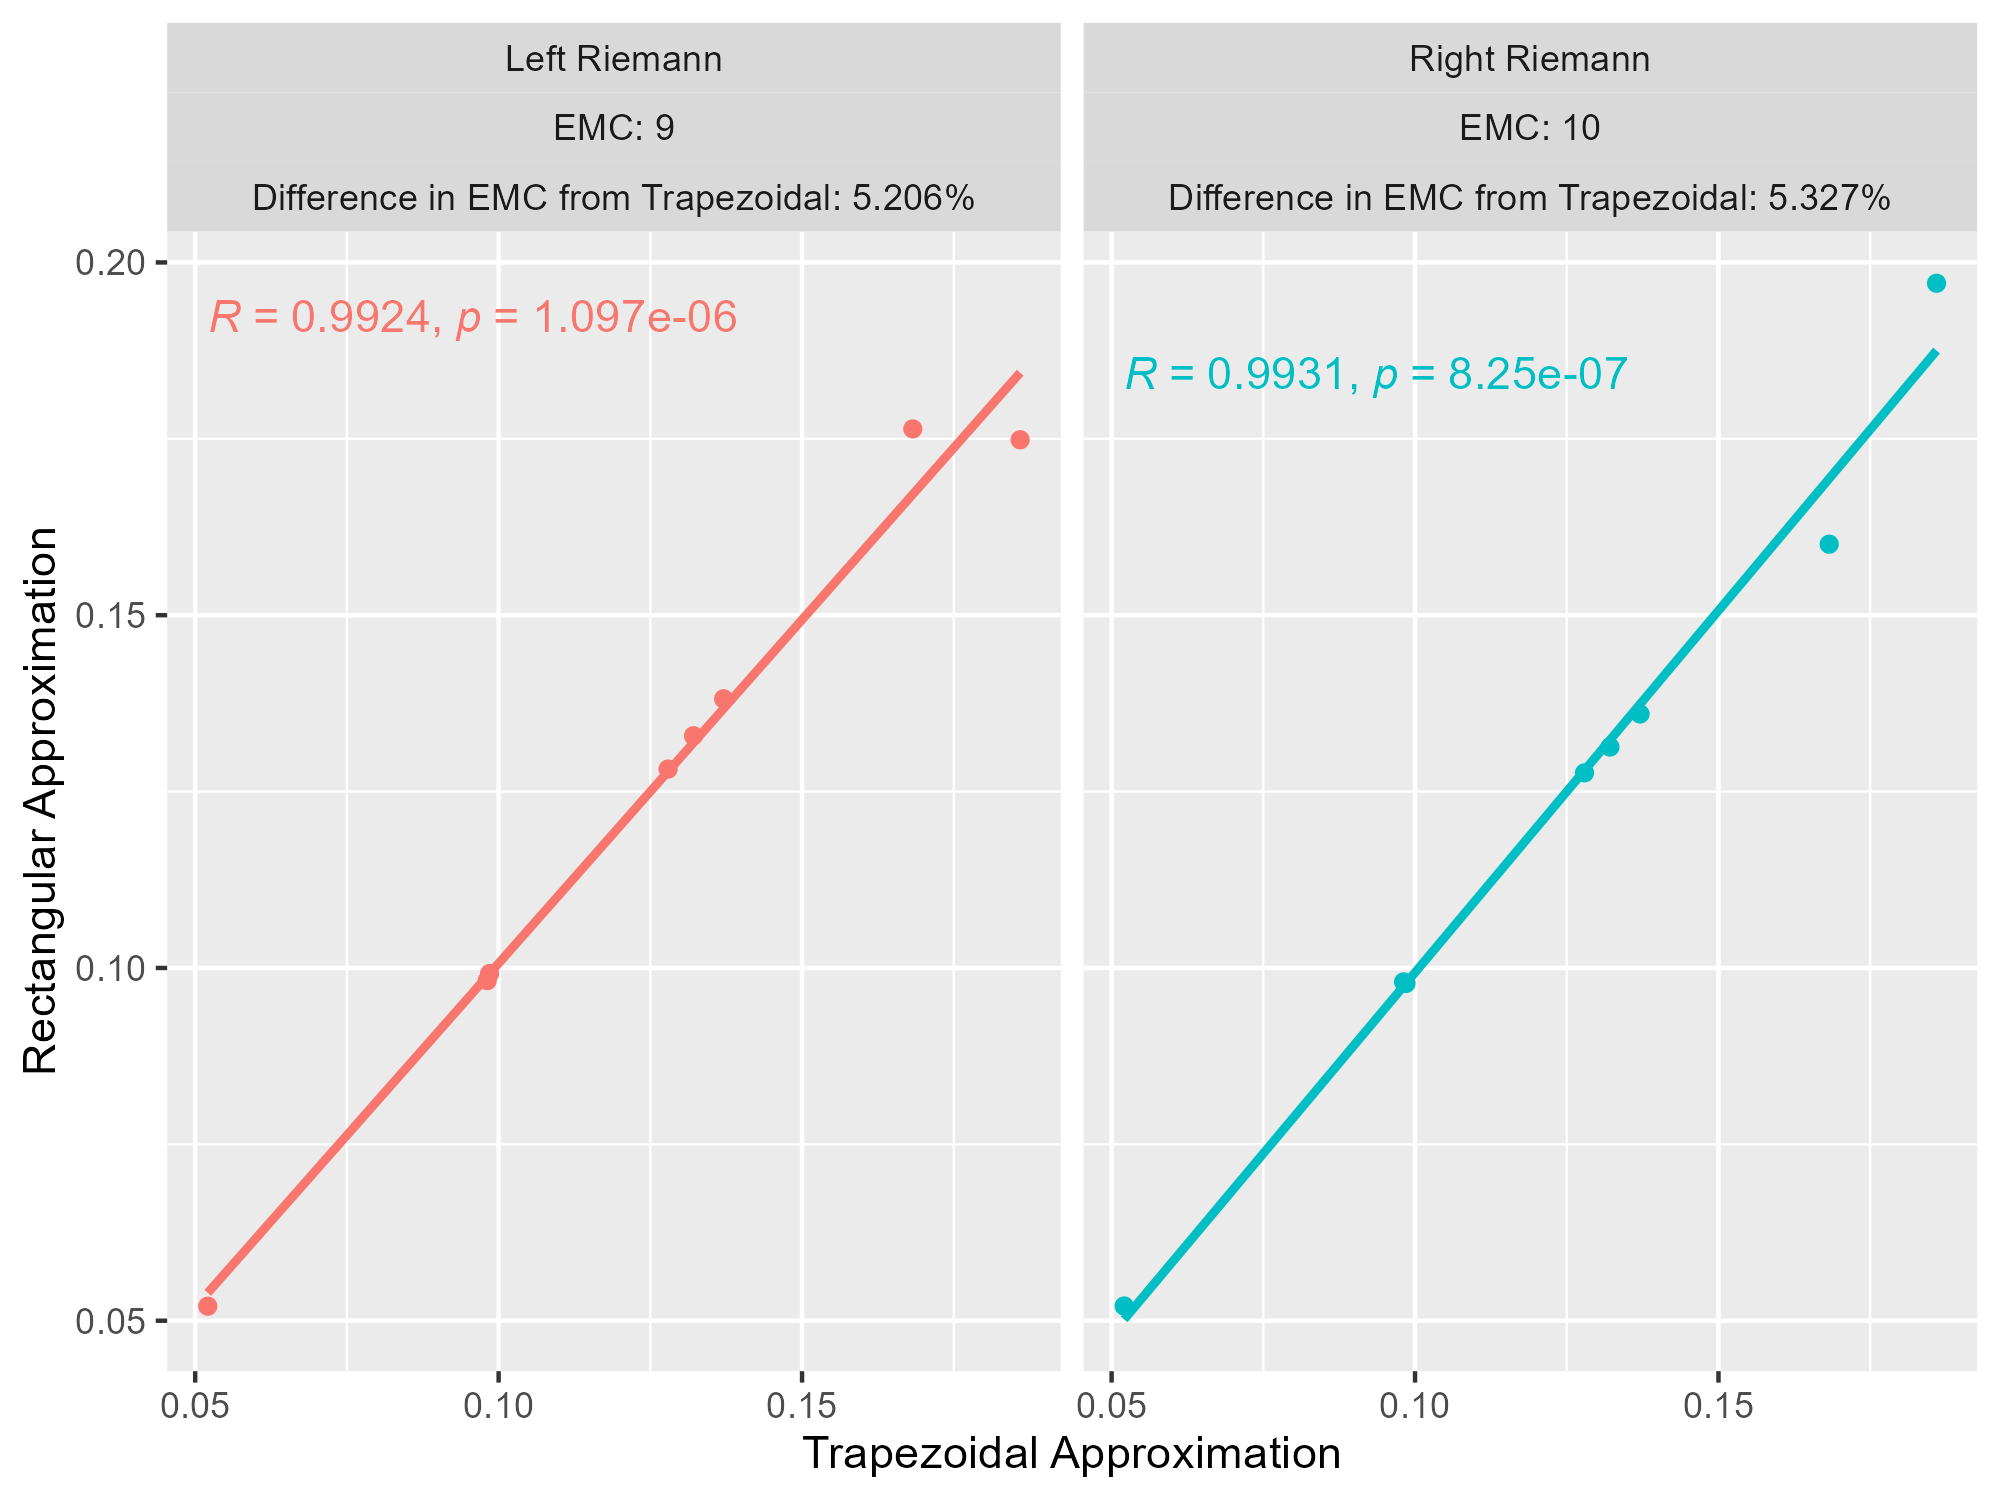 Left Riemann
EMC: 9
Difference in EMC from Trapezoidal: 5.206%
Right Riemann
EMC: 10
Difference in EMC from Trapezoidal: 5.327%
R = 0.9924, p = 1.097e-06
R = 0.9931, p = 8.25e-07
Rectangular Approximation
0.20
0.15
0.10
0.05
0.05
0.10
0.15
0.05
0.10
0.15
Trapezoidal Approximation